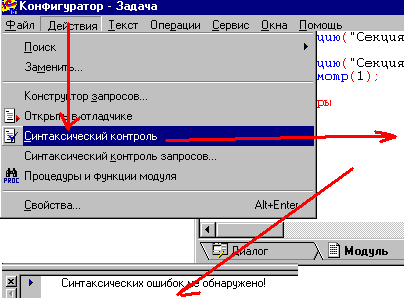 Конфигуратор - Задача
Файл Действия Текст Операции Сервис Окна Помощь
Поиск
Заменить...
Конструктор запросов...
Открыть в отладчике
Синтаксический контроль
Синтаксический контроль запросов...
PROC Процедуры и функции модуля
Свойства... Alt+Enter
цию("Секция
цию("Секция
мотр(1);
ры
Диалог Модуль
Синтаксических ошибок не обнаружено!